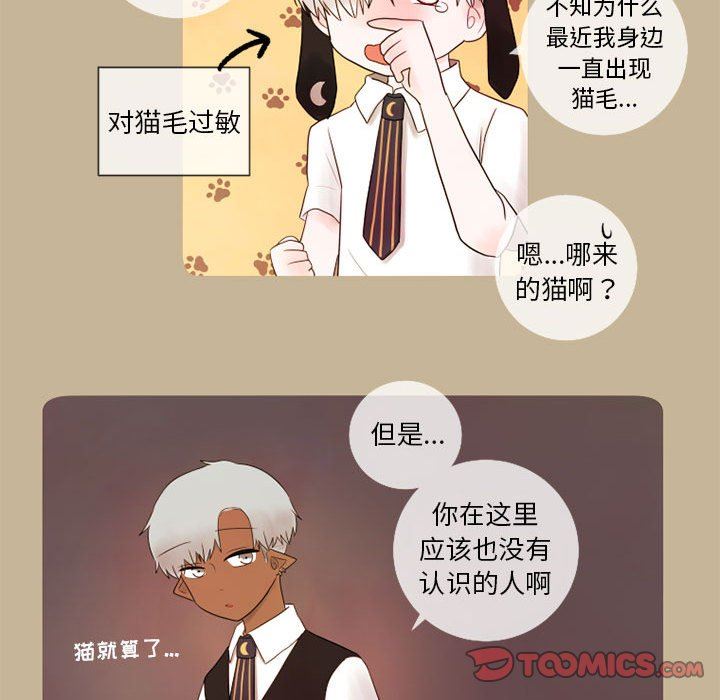 不知为什么
最近我身边
一直出现
猫毛...
对猫毛过敏
嗯...哪来
的猫啊？
但是...
你在这里
应该也没有
认识的人啊
猫就算了...
TOOMICS.COM